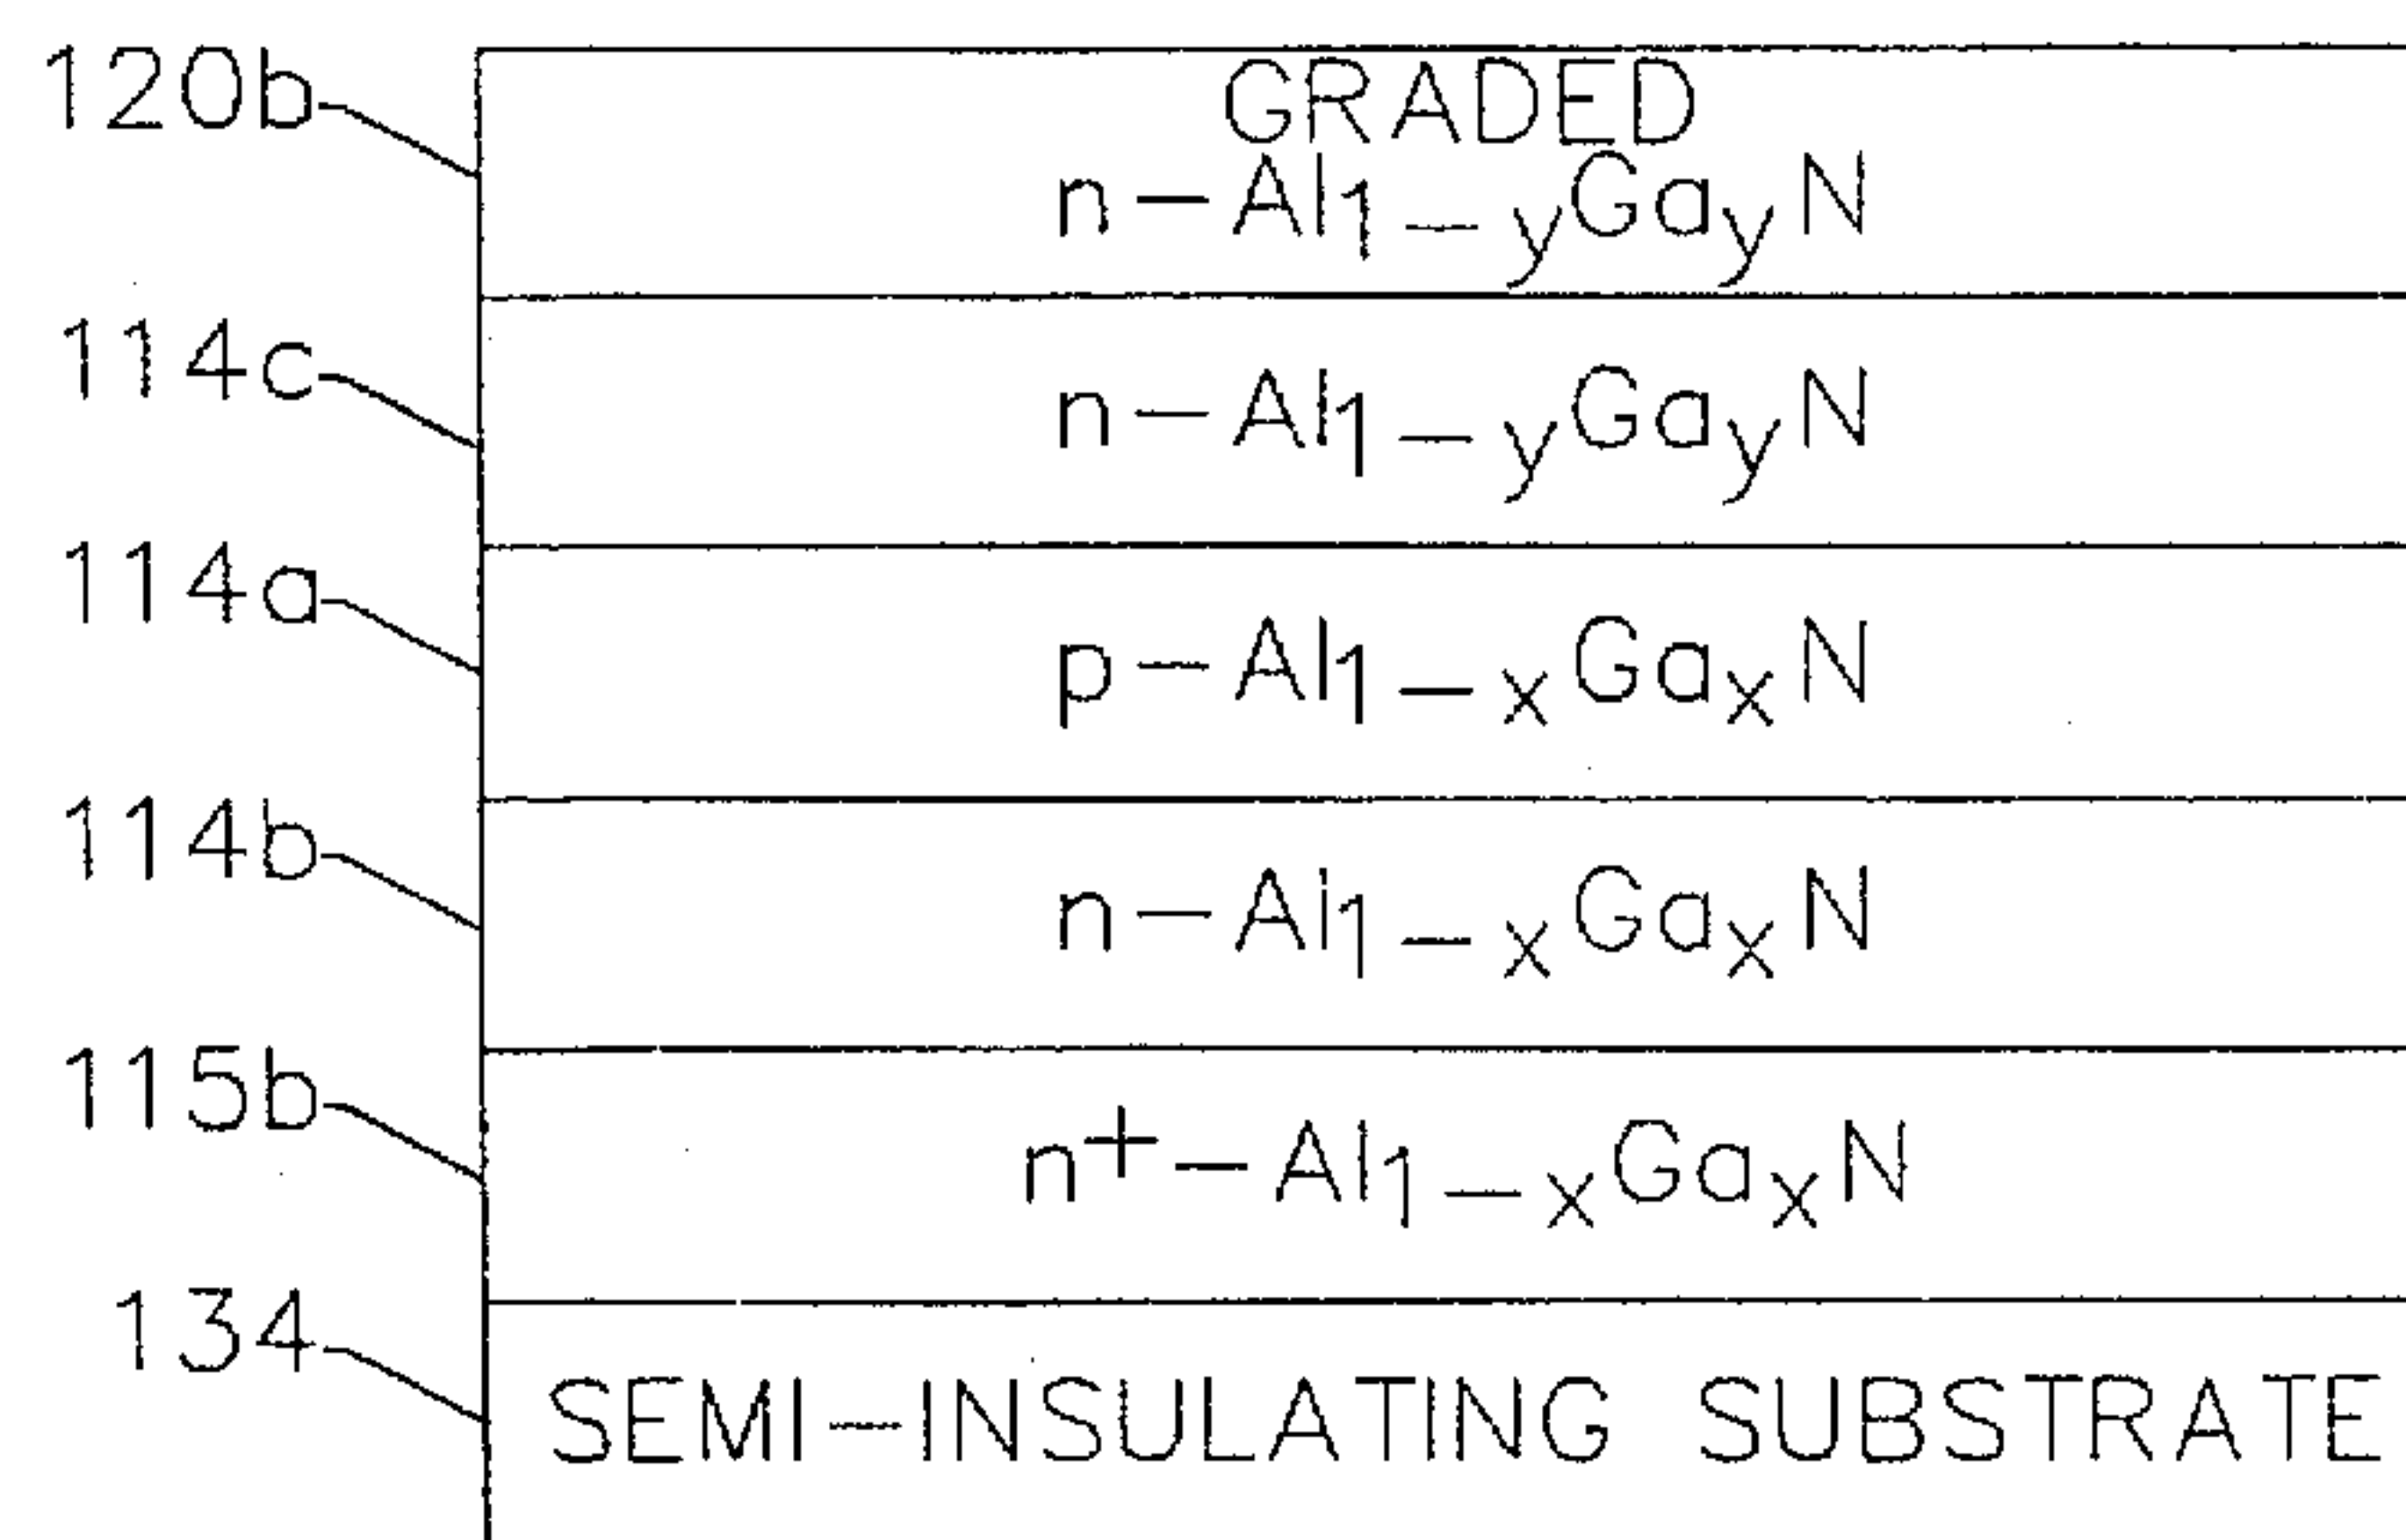 120b
GRADED
n-Al1-yGayN
114c
n-Al1-yGayN
114a
p-Al1-xGaxN
114b
n-Al1-xGaxN
115b
n+-Al1-xGaxN
134
SEMI-INSULATING SUBSTRATE